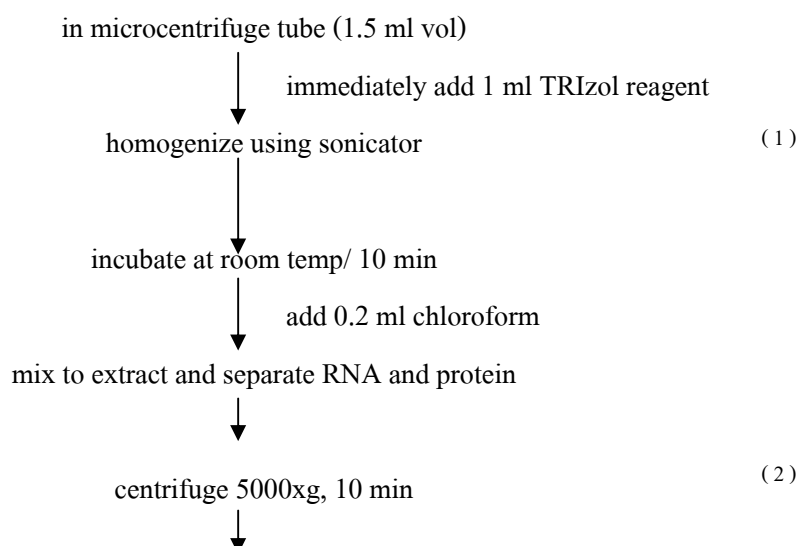 in microcentrifuge tube (1.5 ml vol)
immediately add 1 ml TRIzol reagent
homogenize using sonicator (1)
incubate at room temp/ 10 min
add 0.2 ml chloroform
mix to extract and separate RNA and protein
centrifuge 5000xg, 10 min (2)